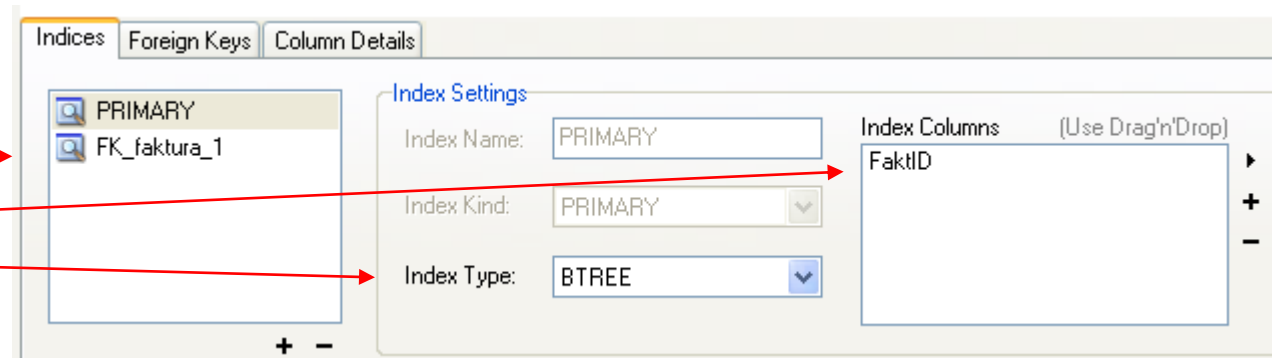 Indices Foreign Keys Column Details
PRIMARY
FK_faktura_1
Index Settings
Index Name: PRIMARY
Index Kind: PRIMARY
Index Type: BTREE
Index Columns (Use Drag'n'Drop)
FaktID
+
−
+ −